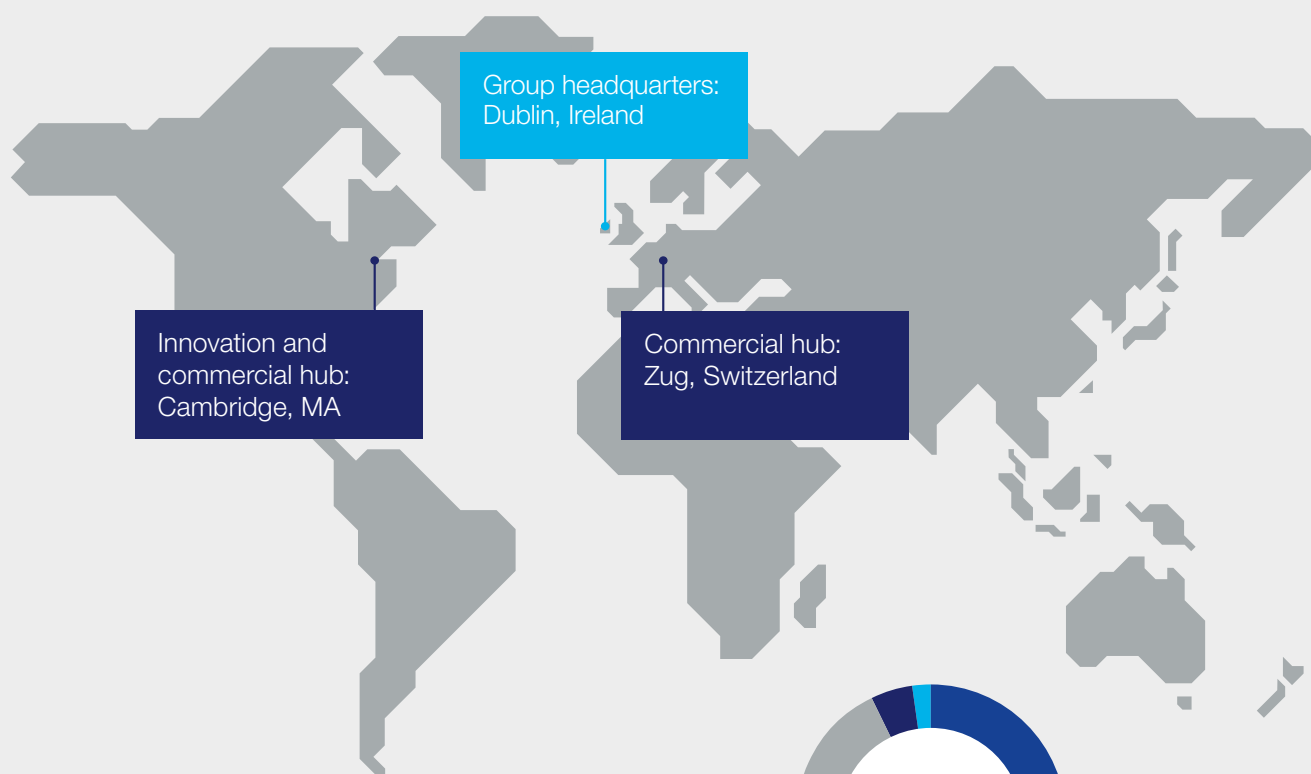 Group headquarters:
Dublin, Ireland
Innovation and
commercial hub:
Cambridge, MA
Commercial hub:
Zug, Switzerland